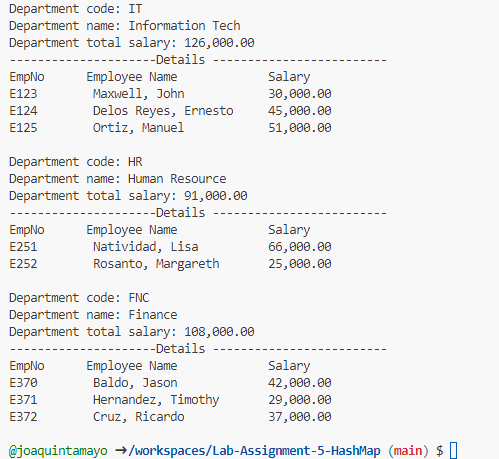 Department code: IT
Department name: Information Tech
Department total salary: 126,000.00
-------------------Details -----------------------
EmpNo Employee Name Salary
E123 Maxwell, John 30,000.00
E124 Delos Reyes, Ernesto 45,000.00
E125 Ortiz, Manuel 51,000.00
Department code: HR
Department name: Human Resource
Department total salary: 91,000.00
-------------------Details -----------------------
EmpNo Employee Name Salary
E251 Natividad, Lisa 66,000.00
E252 Rosanto, Margareth 25,000.00
Department code: FNC
Department name: Finance
Department total salary: 108,000.00
-------------------Details -----------------------
EmpNo Employee Name Salary
E370 Baldo, Jason 42,000.00
E371 Hernandez, Timothy 29,000.00
E372 Cruz, Ricardo 37,000.00
@joaquintamayo ➜/workspaces/Lab-Assignment-5-HashMap (main) $